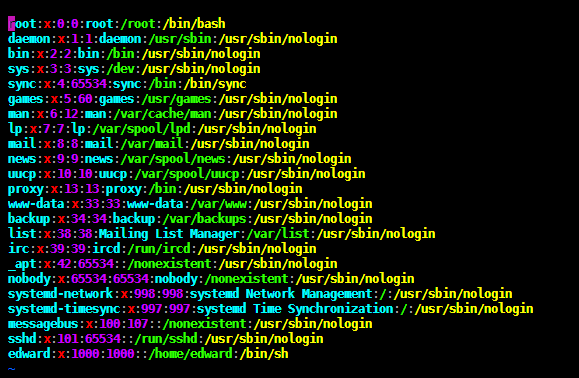 root:x:0:0:root:/root:/bin/bash
daemon:x:1:1:daemon:/usr/sbin:/usr/sbin/nologin
bin:x:2:2:bin:/bin:/usr/sbin/nologin
sys:x:3:3:sys:/dev:/usr/sbin/nologin
sync:x:4:65534:sync:/bin:/bin/sync
games:x:5:60:games:/usr/games:/usr/sbin/nologin
man:x:6:12:man:/var/cache/man:/usr/sbin/nologin
lp:x:7:7:lp:/var/spool/lpd:/usr/sbin/nologin
mail:x:8:8:mail:/var/mail:/usr/sbin/nologin
news:x:9:9:news:/var/spool/news:/usr/sbin/nologin
uucp:x:10:10:uucp:/var/spool/uucp:/usr/sbin/nologin
proxy:x:13:13:proxy:/bin:/usr/sbin/nologin
www-data:x:33:33:www-data:/var/www:/usr/sbin/nologin
backup:x:34:34:backup:/var/backups:/usr/sbin/nologin
list:x:38:38:Mailing List Manager:/var/list:/usr/sbin/nologin
irc:x:39:39:ircd:/run/ircd:/usr/sbin/nologin
_apt:x:42:65534::/nonexistent:/usr/sbin/nologin
nobody:x:65534:65534:nobody:/nonexistent:/usr/sbin/nologin
systemd-network:x:998:998:systemd Network Management:/:/usr/sbin/nologin
systemd-timesync:x:997:997:systemd Time Synchronization:/:/usr/sbin/nologin
messagebus:x:100:107::/nonexistent:/usr/sbin/nologin
sshd:x:101:65534::/run/sshd:/usr/sbin/nologin
edward:x:1000:1000::/home/edward:/bin/sh
~